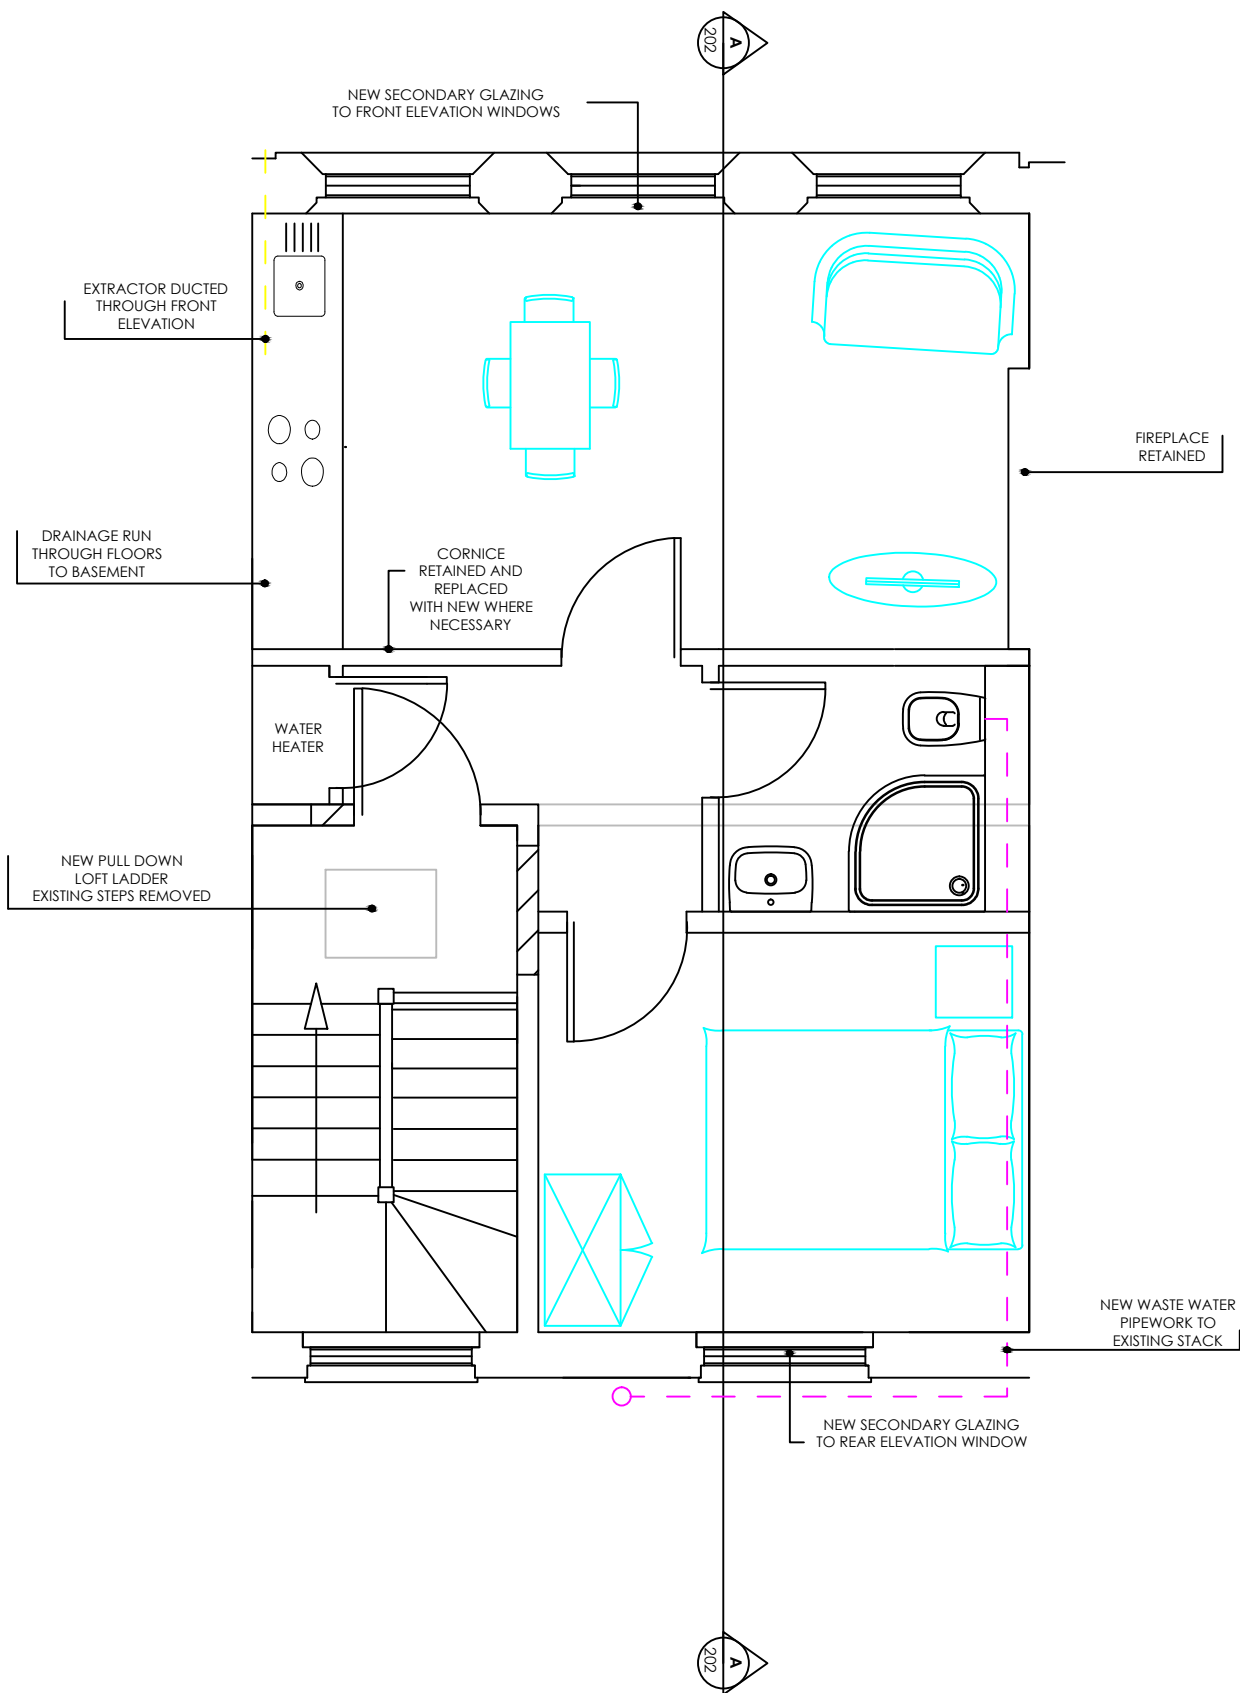 A
202
NEW SECONDARY GLAZING
TO FRONT ELEVATION WINDOWS
EXTRACTOR DUCTED
THROUGH FRONT
ELEVATION
FIREPLACE
RETAINED
DRAINAGE RUN
THROUGH FLOORS
TO BASEMENT
CORNICE
RETAINED AND
REPLACED
WITH NEW WHERE
NECESSARY
WATER
HEATER
NEW PULL DOWN
LOFT LADDER
EXISTING STEPS REMOVED
NEW WASTE WATER
PIPEWORK TO
EXISTING STACK
NEW SECONDARY GLAZING
TO REAR ELEVATION WINDOW
A
202